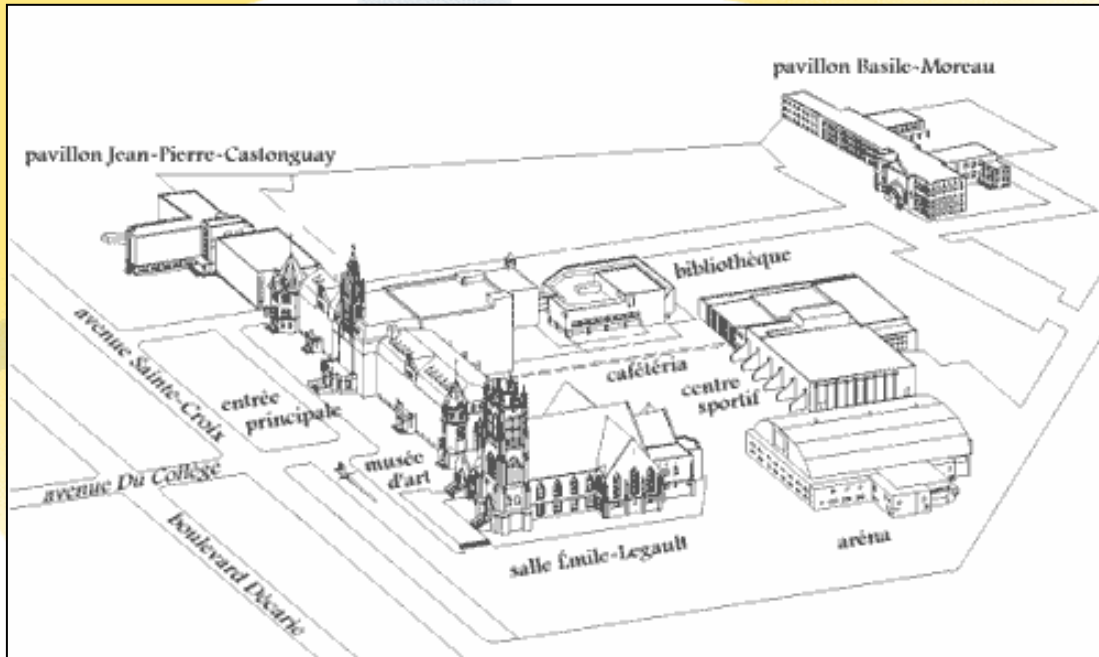 pavillon Basile-Moreau
pavillon Jean-Pierre-Castonguay
bibliothèque
avenue Sainte-Croix
cafétéria
centre
sportif
entrée
principale
musée
d'art
avenue Du Collège
boulevard Décarie
salle Émile-Legault
aréna